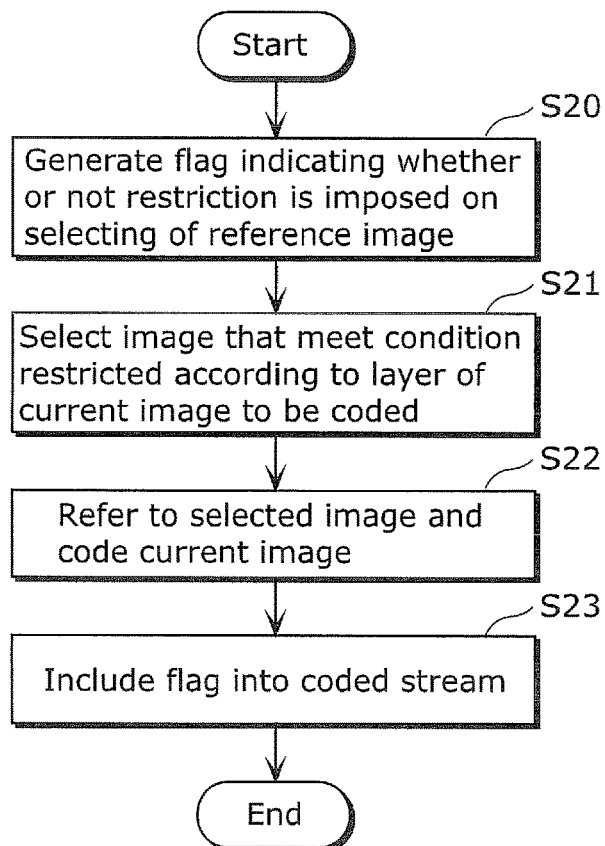 Start
S20
Generate flag indicating whether
or not restriction is imposed on
selecting of reference image
S21
Select image that meet condition
restricted according to layer of
current image to be coded
S22
Refer to selected image and
code current image
S23
Include flag into coded stream
End